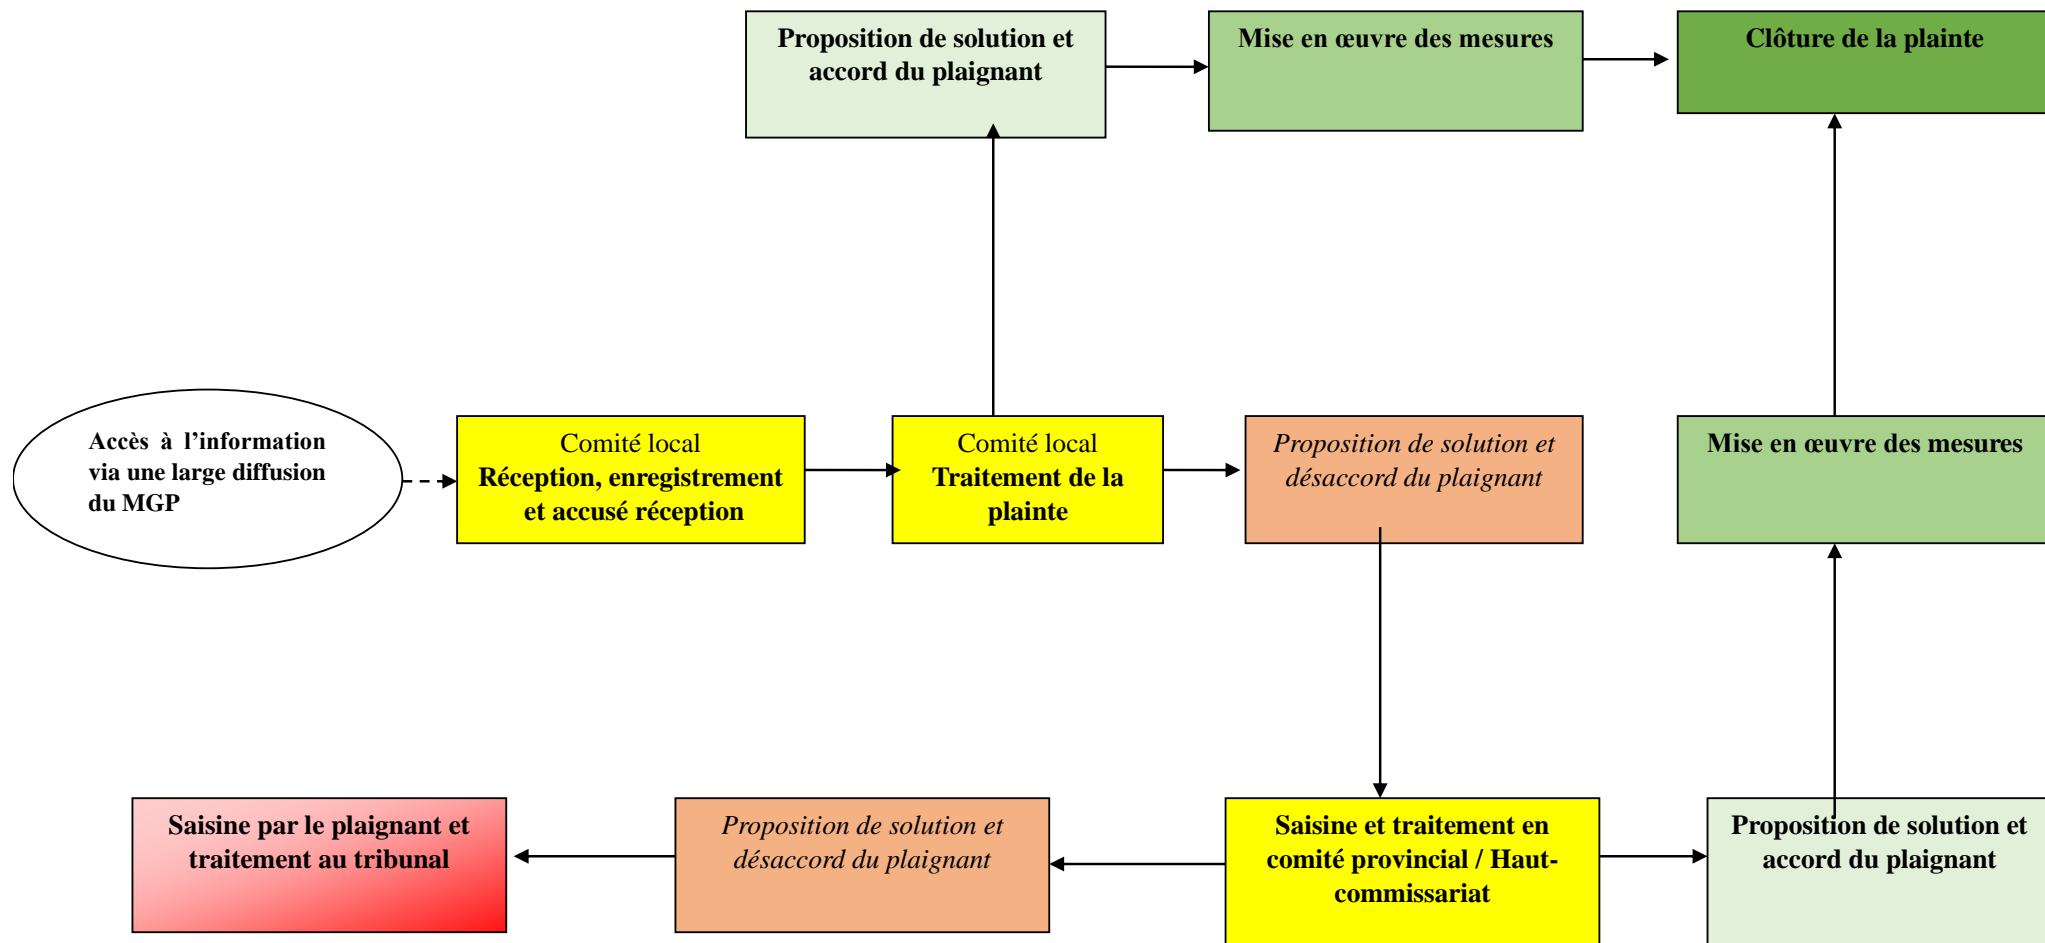 Proposition de solution et
accord du plaignant
Mise en œuvre des mesures
Clôture de la plainte
Accès à l’information
via une large diffusion
du MGP
Comité local
Réception, enregistrement
et accusé réception
Comité local
Traitement de la
plainte
Proposition de solution et
désaccord du plaignant
Mise en œuvre des mesures
Saisine par le plaignant et
traitement au tribunal
Proposition de solution et
désaccord du plaignant
Saisine et traitement en
comité provincial / Haut-
commissariat
Proposition de solution et
accord du plaignant